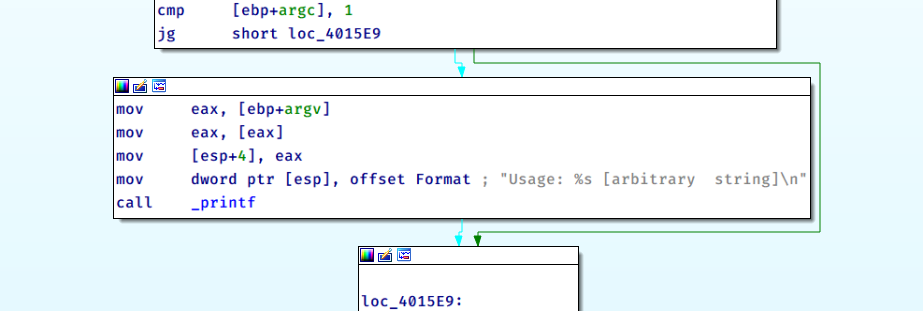 cmp     [ebp+argc], 1
jg      short loc_4015E9
mov     eax, [ebp+argv]
mov     eax, [eax]
mov     [esp+4], eax
mov     dword ptr [esp], offset Format ; "Usage: %s [arbitrary  string]\n"
call    _printf
loc_4015E9: